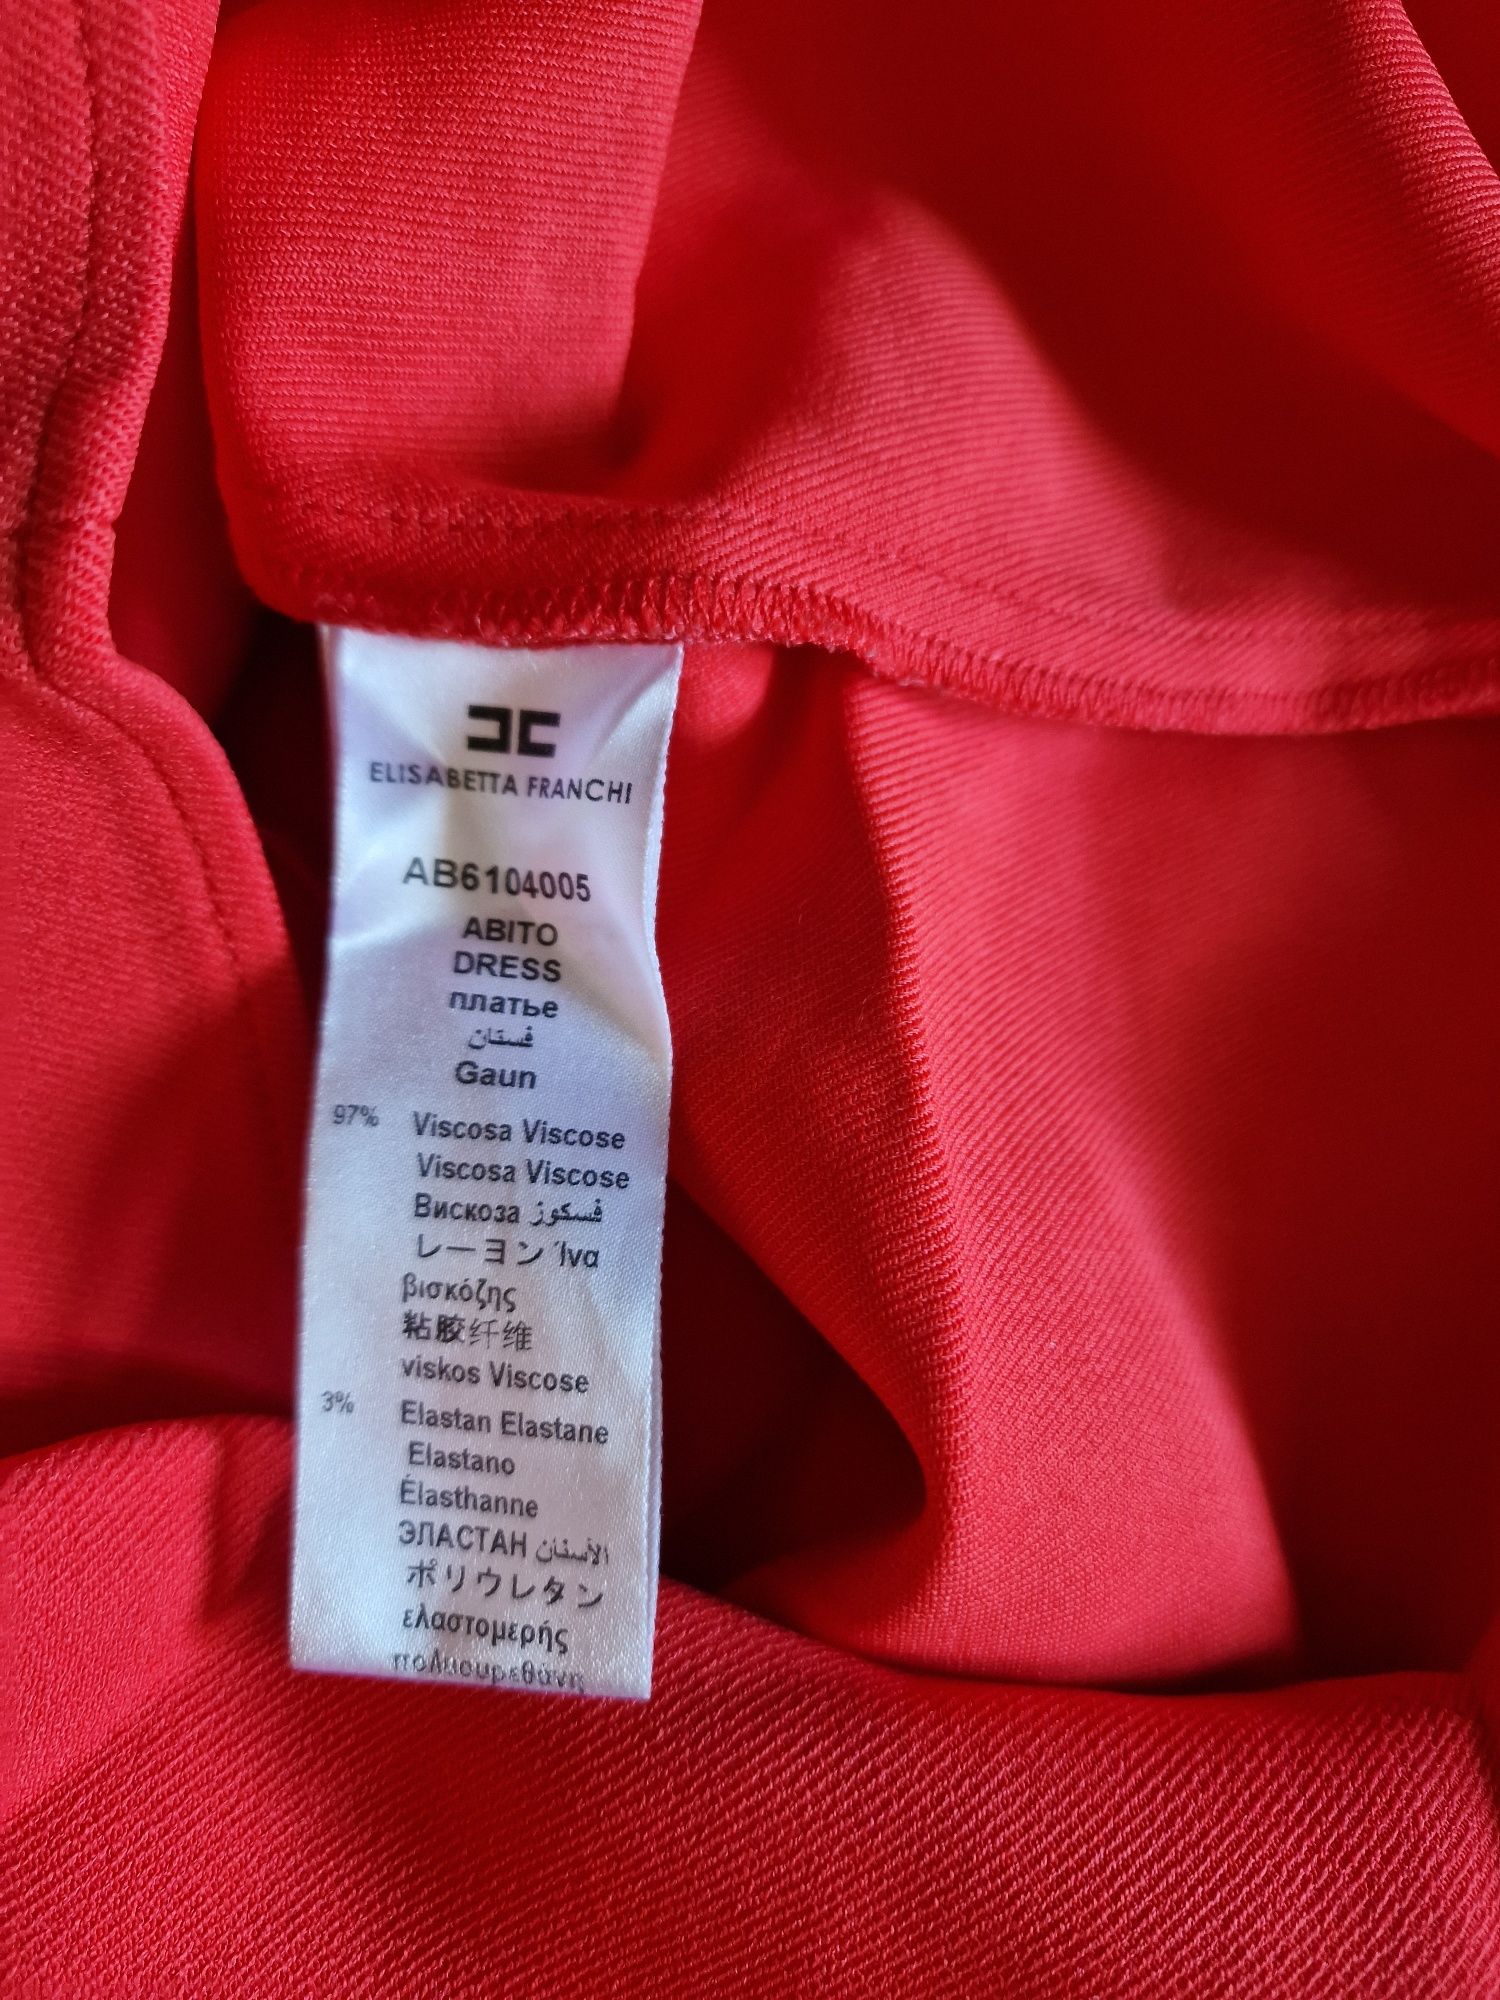 ELISABETTA FRANCHI
AB6104005
ABITO
DRESS
платье
فستان
Gaun
97% Viscosa Viscose
Viscosa Viscose
Вискоза فسكوز
レーヨン Ίνα
βισκόζης
粘胶纤维
viskos Viscose
3% Elastan Elastane
Elastano
Élasthanne
ЭЛАСТАН الأستان
ポリウレタン
ελαστομερής
πολυουρεθάνη